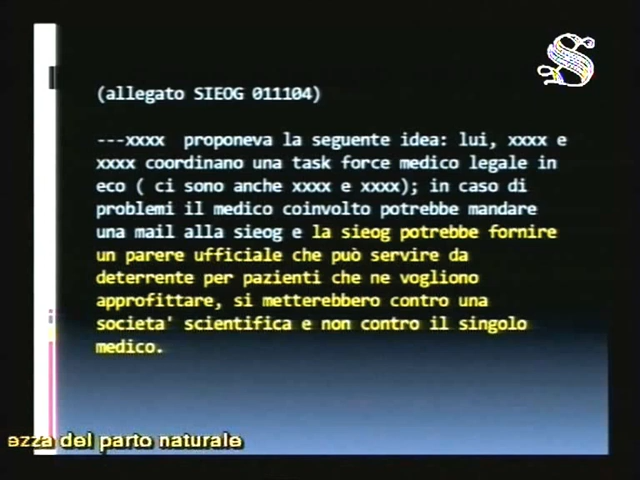 S
(allegato SIEOG 011104)
---xxxx proponeva la seguente idea: lui, xxxx e
xxxx coordinano una task force medico legale in
eco ( ci sono anche xxxx e xxxx); in caso di
problemi il medico coinvolto potrebbe mandare
una mail alla sieog e la sieog potrebbe fornire
un parere ufficiale che può servire da
deterrente per pazienti che ne vogliono
approfittare, si metterebbero contro una
societa' scientifica e non contro il singolo
medico.
ezza del parto naturale